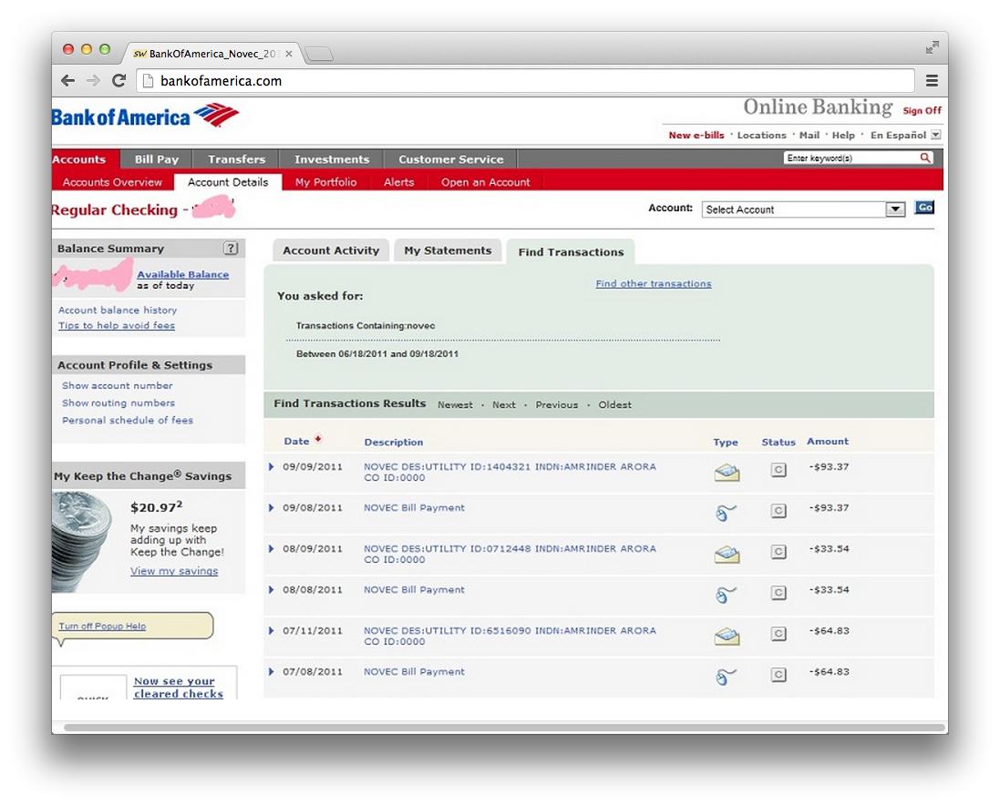 SW BankOfAmerica_Novec_20
bankofamerica.com
Bank of America
Online Banking Sign Off
New e-bills · Locations · Mail · Help · En Español
Accounts Bill Pay Transfers Investments Customer Service Enter keyword(s)
Accounts Overview Account Details My Portfolio Alerts Open an Account
Regular Checking -
Account: Select Account Go
Balance Summary ?
Available Balance
as of today
Account balance history
Tips to help avoid fees
Account Profile & Settings
Show account number
Show routing numbers
Personal schedule of fees
My Keep the Change® Savings
$20.97²
My savings keep
adding up with
Keep the Change!
View my savings
Turn off Popup Help
Now see your
cleared checks
QUICK
Account Activity My Statements Find Transactions
Find other transactions
You asked for:
Transactions Containing:novec
Between 06/18/2011 and 09/18/2011
Find Transactions Results Newest · Next · Previous · Oldest
Date Description Type Status Amount
09/09/2011 NOVEC DES:UTILITY ID:1404321 INDN:AMRINDER ARORA C -$93.37
CO ID:0000
09/08/2011 NOVEC Bill Payment C -$93.37
08/09/2011 NOVEC DES:UTILITY ID:0712448 INDN:AMRINDER ARORA C -$33.54
CO ID:0000
08/08/2011 NOVEC Bill Payment C -$33.54
07/11/2011 NOVEC DES:UTILITY ID:6516090 INDN:AMRINDER ARORA C -$64.83
CO ID:0000
07/08/2011 NOVEC Bill Payment C -$64.83